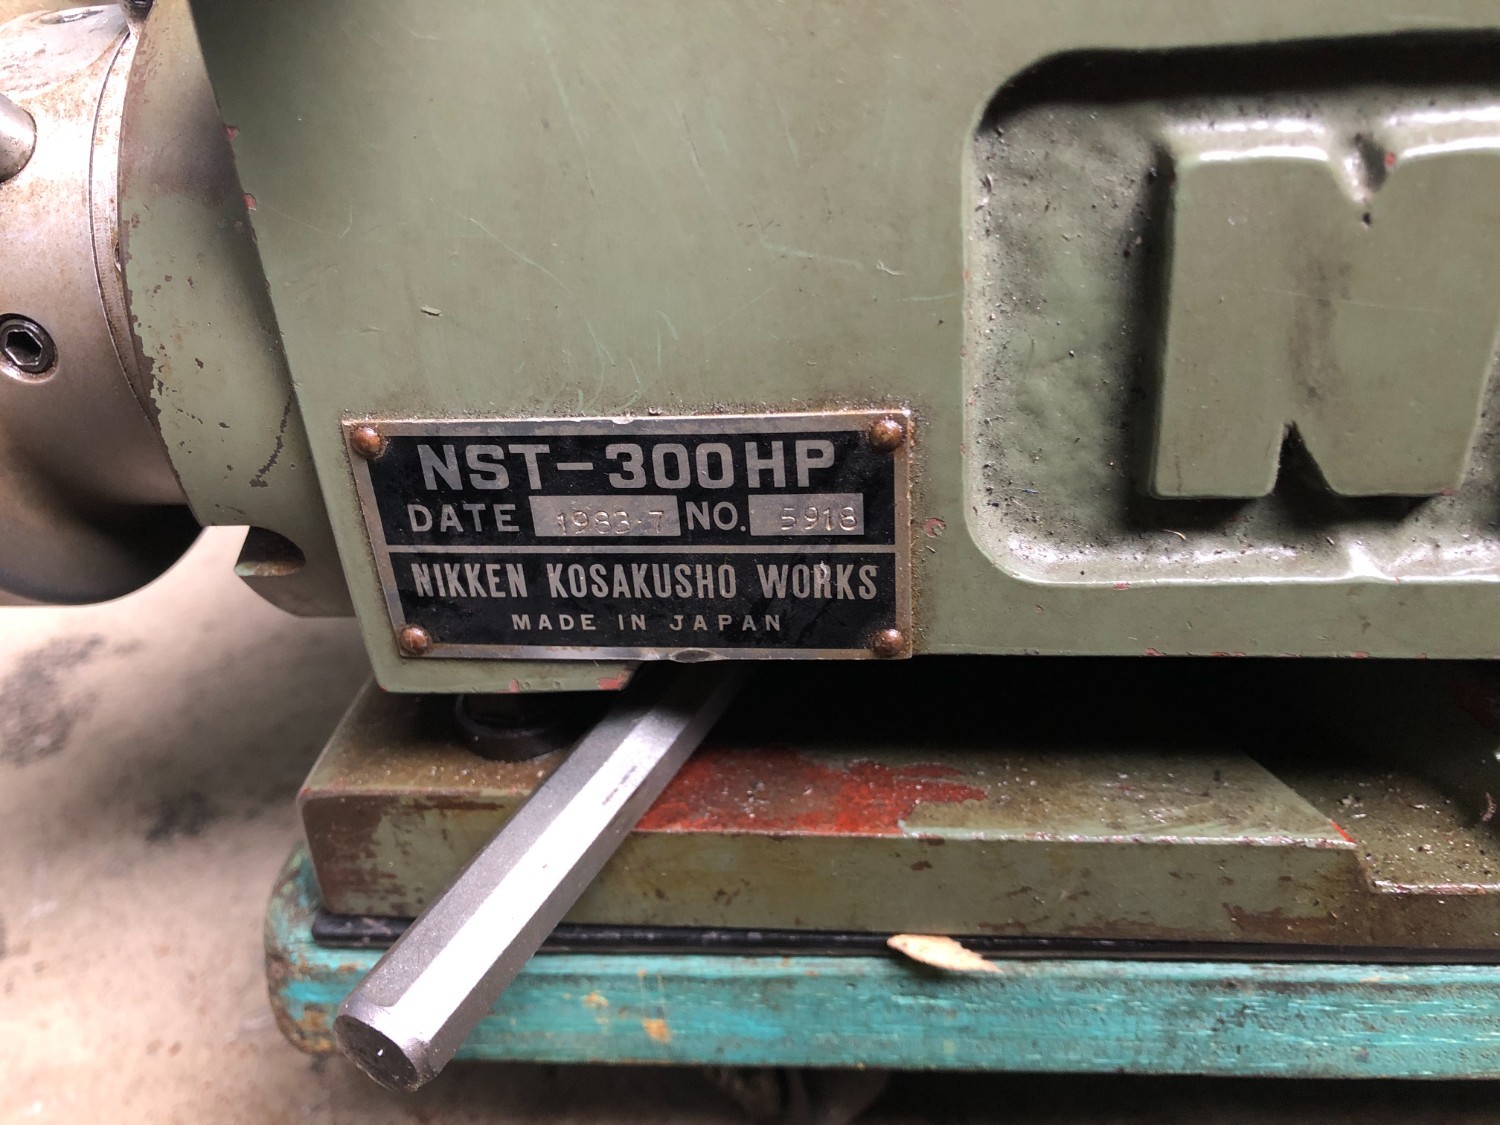 NST-300HP
DATE 1983-7 NO. 5918
NIKKEN KOSAKUSHO WORKS
MADE IN JAPAN
N